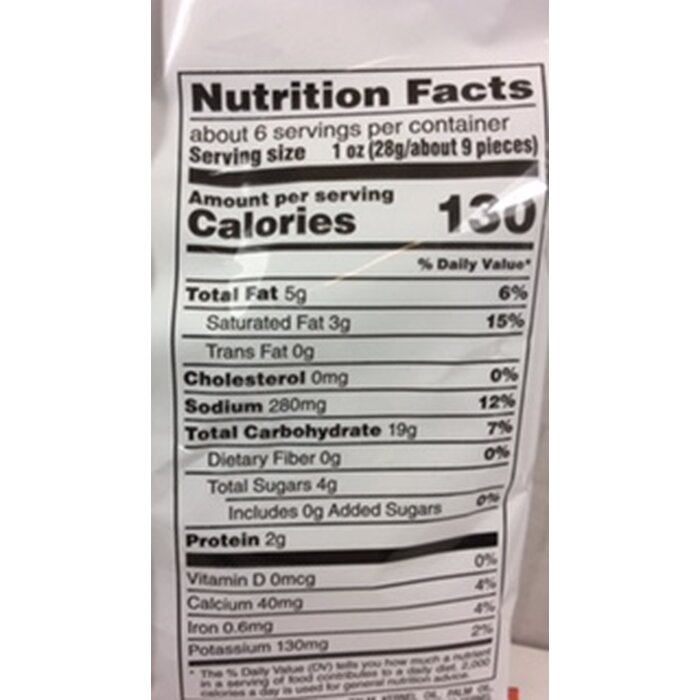 Nutrition Facts
about 6 servings per container
Serving size 1 oz (28g/about 9 pieces)
Amount per serving
Calories 130
% Daily Value*
Total Fat 5g 6%
Saturated Fat 3g 15%
Trans Fat 0g
Cholesterol 0mg 0%
Sodium 280mg 12%
Total Carbohydrate 19g 7%
Dietary Fiber 0g 0%
Total Sugars 4g
Includes 0g Added Sugars 0%
Protein 2g
Vitamin D 0mcg 0%
Calcium 40mg 4%
Iron 0.6mg 4%
Potassium 130mg 2%
* The % Daily Value (DV) tells you how much a nutrient
in a serving of food contributes to a daily diet. 2,000
calories a day is used for general nutrition advice.
KERNEL OIL,